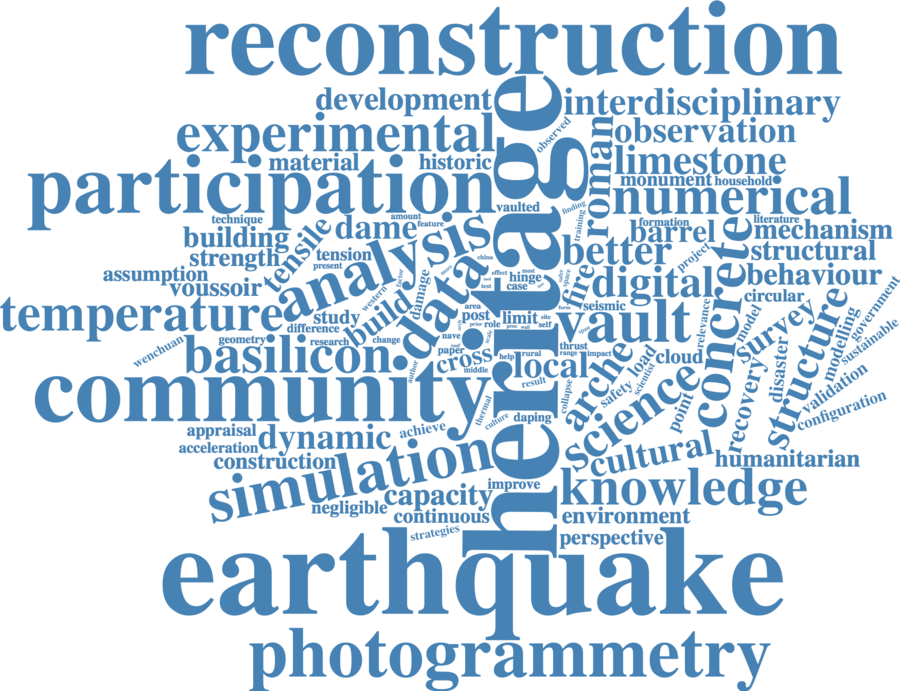 reconstruction
development
heritage
interdisciplinary
experimental
observed
roman
observation
material
historic
limestone
participation
monument
household
numerical
vaulted
finding
training
technique
amount
feature
dame
formation
literature
building
tensile
analysis
barrel
mechanism
strength
tension
better
project
concrete
structural
present
china
assumption
voussoir
data
damage
effect
most
hinge
case
fire
space
digital
behaviour
temperature
western
factor
build
area
post
limit
site
seismic
circular
government
study
difference
role
self
vault
relevance
model
survey
structure
modelling
sustainable
geometry
research
change
nave
wenchuan
basilicon
paper
cross
thrust
range
impact
arche
load
cloud
disaster
validation
author
middle
help
rural
local
safety
scientist
community
result
collapse
science
point
recovery
configuration
thermal
culture
daping
appraisal
dynamic
achieve
acceleration
construction
cultural
humanitarian
simulation
capacity
improve
knowledge
negligible
continuous
environment
strategies
perspective
earthquake
photogrammetry